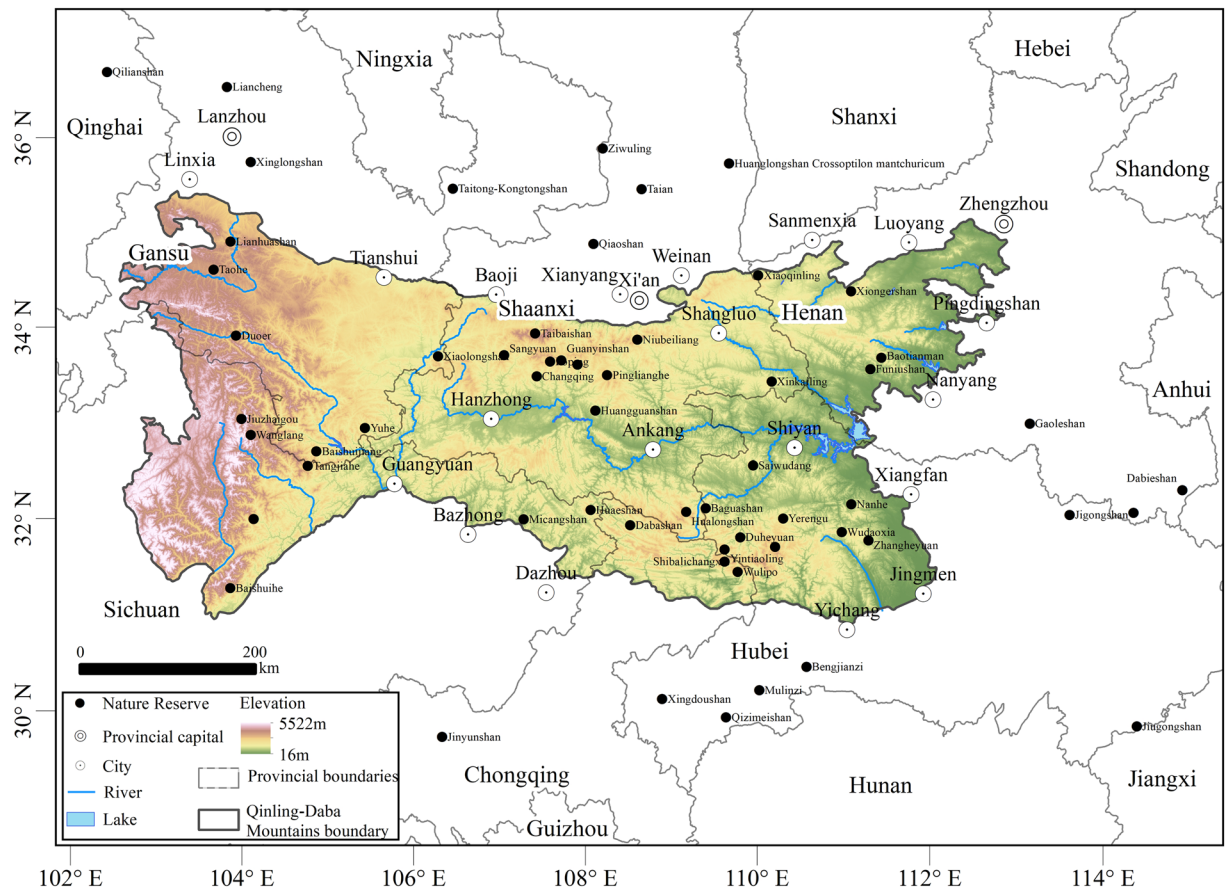 Hebei
Ningxia
Qilianshan
Liancheng
Lanzhou
Shanxi
Qinghai
36° N
Ziwuling
Linxia
Xinglongshan
Huanglongshan Crossoptilon mantchuricum
Shandong
Taitong-Kongtongshan
Taian
Zhengzhou
Sanmenxia
Luoyang
Lianhuashan
Qiaoshan
Gansu
Tianshui
Weinan
Taohe
Baoji
Xianyang
Xi'an
Xiaoqinling
Xiongershan
Shaanxi
Shangluo
Henan
Pingdingshan
34° N
Duoer
Taibaishan
Niubeiliang
Sangyuan
Guanyinshan
Xiaolongshan
Baotianman
Funiushan
Changqing
Pinglianghe
Xinkailing
Nanyang
Anhui
Hanzhong
Huangguanshan
Jiuzhaigou
Yuhe
Gaoleshan
Wanglang
Ankang
Shiyan
Baishuijiang
Tangjiahe
Guangyuan
Saiwudang
Xiangfan
Dabieshan
Bazhong
Huaeshan
Baguashan
Nanhe
32° N
Micangshan
Dabashan
Hualongshan
Yerengu
Jigongshan
Duheyuan
Wudaoxia
Zhangheyuan
Yintiaoling
Shibalichangxia
Wulipo
Dazhou
Jingmen
Baishuihe
Sichuan
Yichang
0
200
km
Hubei
Bengjianzi
Mulinzi
Xingdoushan
Qizimeishan
30° N
Jinyunshan
Jiugongshan
Chongqing
Hunan
Jiangxi
Guizhou
Nature Reserve
Provincial capital
City
River
Lake
Elevation
5522m
16m
Provincial boundaries
Qinling-Daba
Mountains boundary
102° E
104° E
106° E
108° E
110° E
112° E
114° E